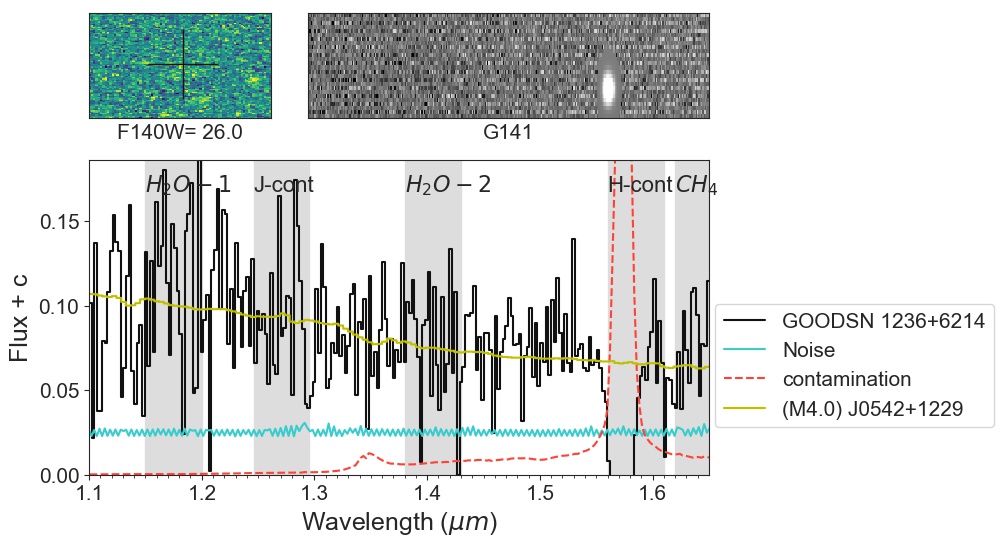 F140W= 26.0
G141
H₂O − 1
J-cont
H₂O − 2
H-cont
CH₄
Flux + c
0.15
0.10
0.05
0.00
1.1
1.2
1.3
1.4
1.5
1.6
Wavelength (μm)
GOODSN 1236+6214
Noise
contamination
(M4.0) J0542+1229